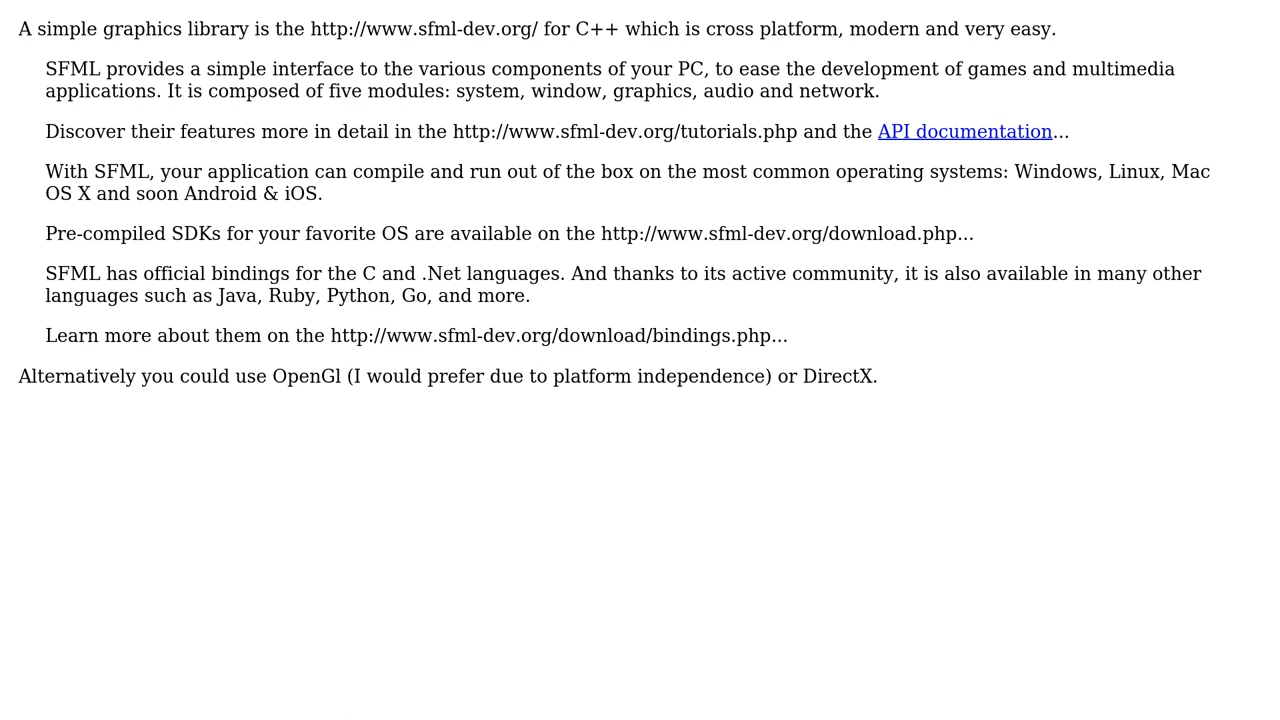 A simple graphics library is the http://www.sfml-dev.org/ for C++ which is cross platform, modern and very easy.
SFML provides a simple interface to the various components of your PC, to ease the development of games and multimedia
applications. It is composed of five modules: system, window, graphics, audio and network.
Discover their features more in detail in the http://www.sfml-dev.org/tutorials.php and the API documentation...
With SFML, your application can compile and run out of the box on the most common operating systems: Windows, Linux, Mac
OS X and soon Android & iOS.
Pre-compiled SDKs for your favorite OS are available on the http://www.sfml-dev.org/download.php...
SFML has official bindings for the C and .Net languages. And thanks to its active community, it is also available in many other
languages such as Java, Ruby, Python, Go, and more.
Learn more about them on the http://www.sfml-dev.org/download/bindings.php...
Alternatively you could use OpenGl (I would prefer due to platform independence) or DirectX.